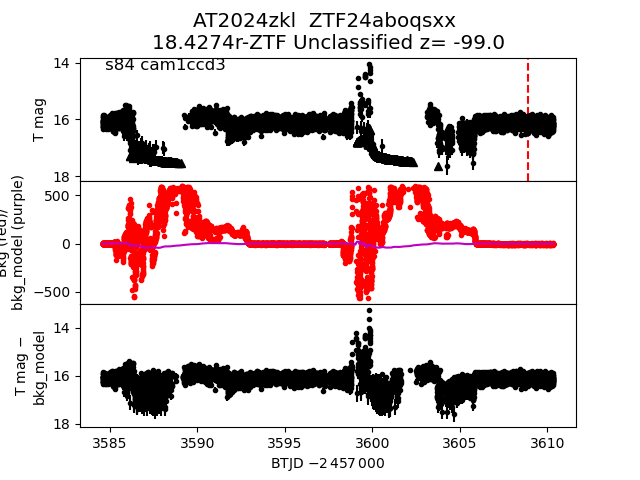 AT2024zkl  ZTF24aboqsxx
18.4274r-ZTF Unclassified z= -99.0
s84 cam1ccd3
14
16
18
T mag
500
0
−500
Bkg (red)/
bkg_model (purple)
14
16
18
T mag −
bkg_model
3585
3590
3595
3600
3605
3610
BTJD −2 457 000